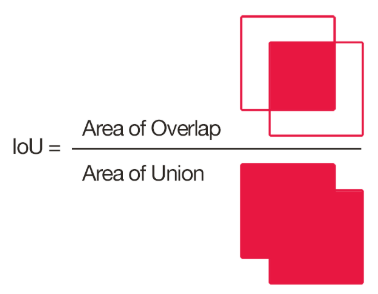 Area of Overlap
IoU =
Area of Union